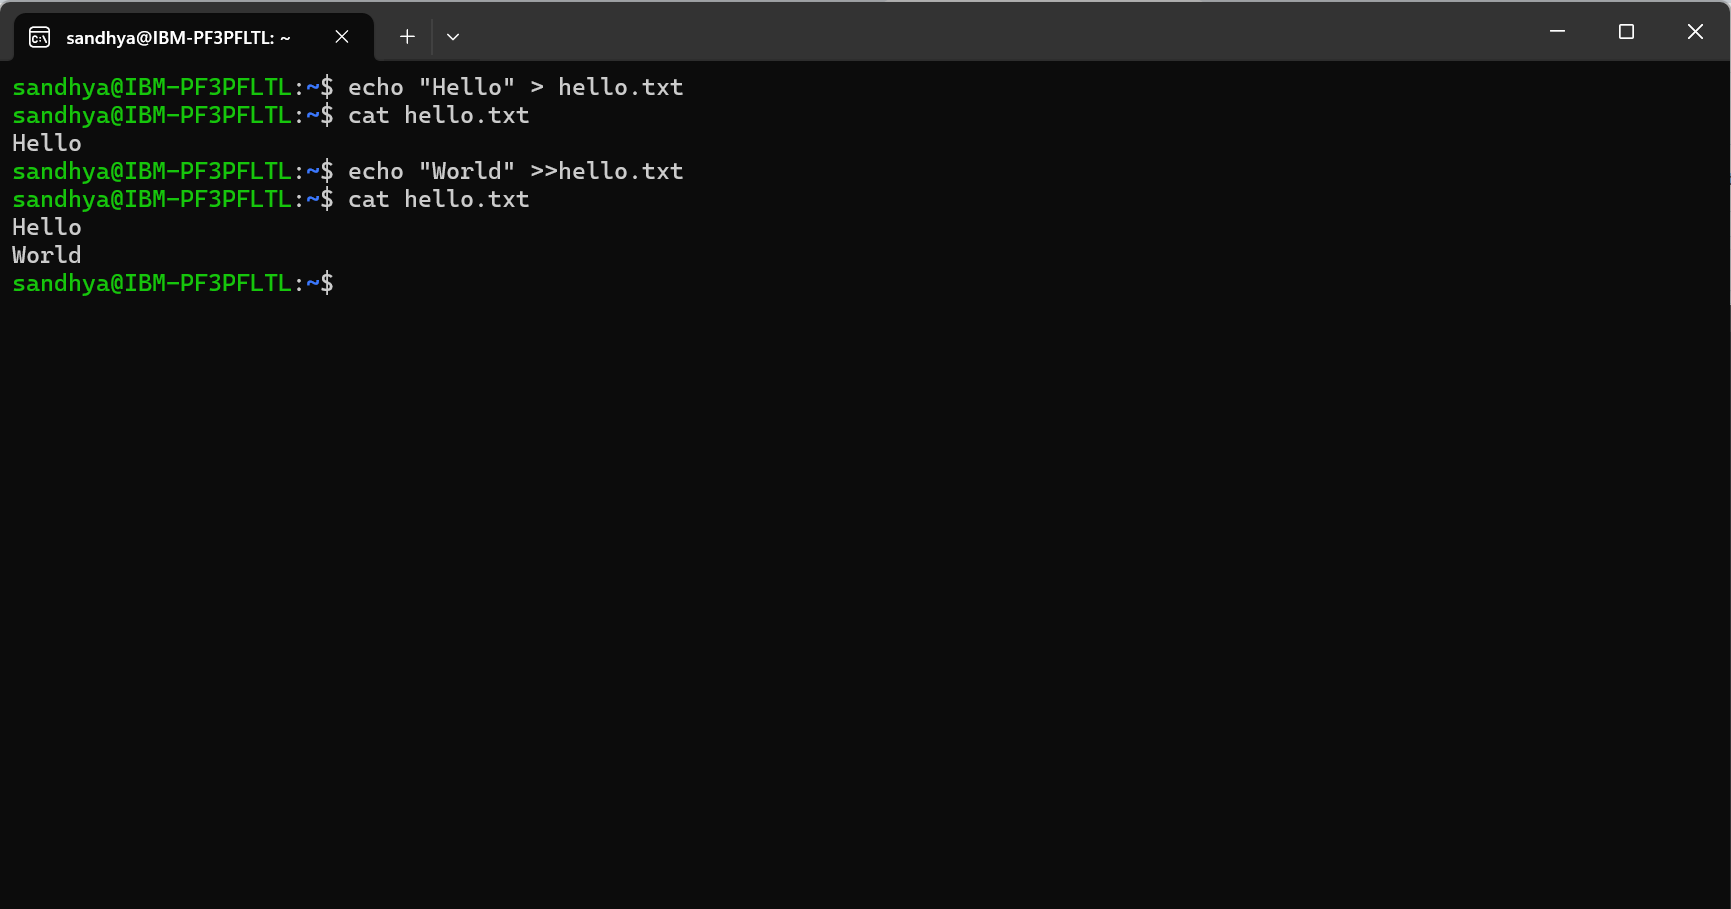 sandhya@IBM-PF3PFLTL: ~
sandhya@IBM-PF3PFLTL:~$ echo "Hello" > hello.txt
sandhya@IBM-PF3PFLTL:~$ cat hello.txt
Hello
sandhya@IBM-PF3PFLTL:~$ echo "World" >>hello.txt
sandhya@IBM-PF3PFLTL:~$ cat hello.txt
Hello
World
sandhya@IBM-PF3PFLTL:~$